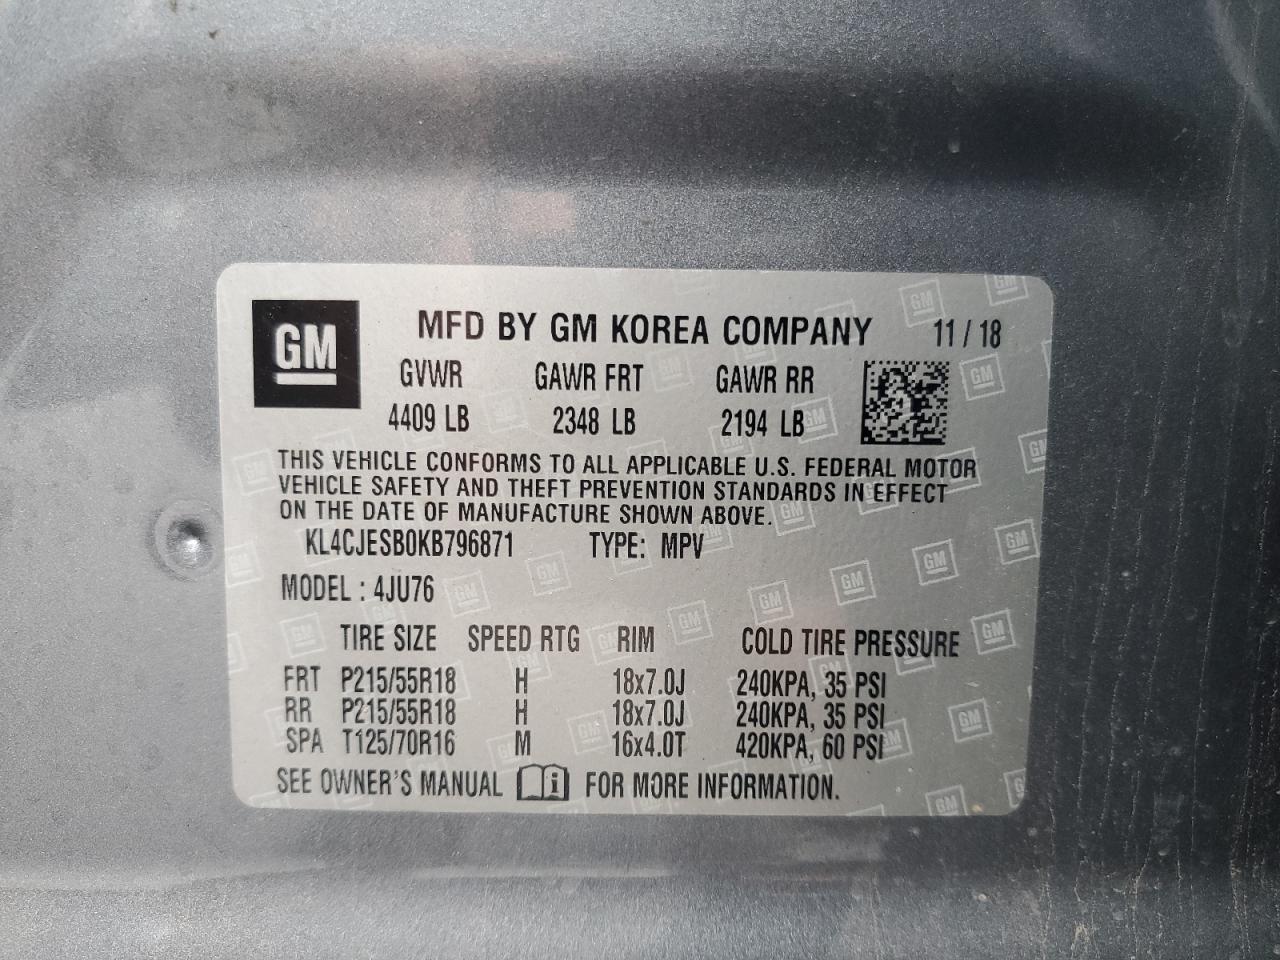 GM MFD BY GM KOREA COMPANY 11 / 18
GVWR GAWR FRT GAWR RR
4409 LB 2348 LB 2194 LB
THIS VEHICLE CONFORMS TO ALL APPLICABLE U.S. FEDERAL MOTOR
VEHICLE SAFETY AND THEFT PREVENTION STANDARDS IN EFFECT
ON THE DATE OF MANUFACTURE SHOWN ABOVE.
KL4CJESB0KB796871 TYPE: MPV
MODEL : 4JU76
TIRE SIZE SPEED RTG RIM COLD TIRE PRESSURE
FRT P215/55R18 H 18x7.0J 240KPA, 35 PSI
RR P215/55R18 H 18x7.0J 240KPA, 35 PSI
SPA T125/70R16 M 16x4.0T 420KPA, 60 PSI
SEE OWNER'S MANUAL i FOR MORE INFORMATION.